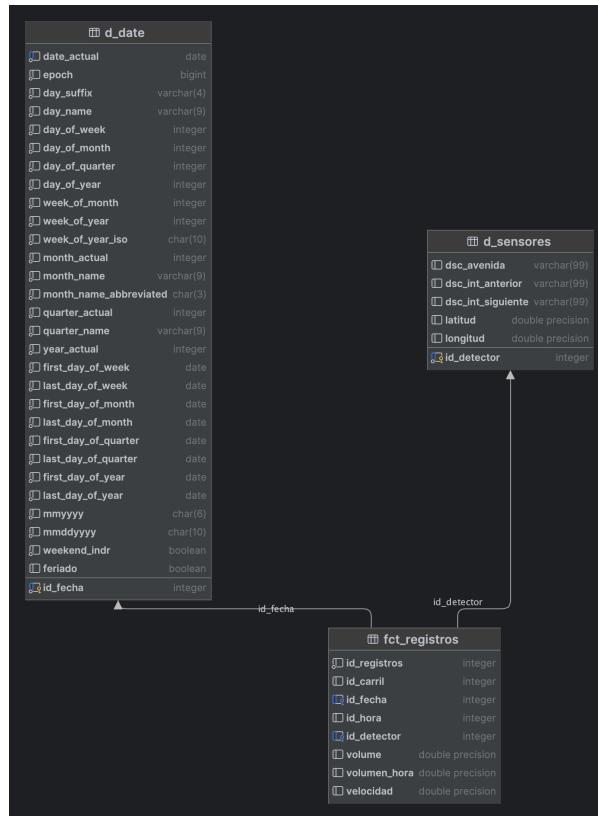 d_date
date_actual date
epoch bigint
day_suffix varchar(4)
day_name varchar(9)
day_of_week integer
day_of_month integer
day_of_quarter integer
day_of_year integer
week_of_month integer
week_of_year integer
week_of_year_iso char(10)
month_actual integer
month_name varchar(9)
month_name_abbreviated char(3)
quarter_actual integer
quarter_name varchar(9)
year_actual integer
first_day_of_week date
last_day_of_week date
first_day_of_month date
last_day_of_month date
first_day_of_quarter date
last_day_of_quarter date
first_day_of_year date
last_day_of_year date
mmyyyy char(6)
mmddyyyy char(10)
weekend_indr boolean
feriado boolean
id_fecha integer
d_sensores
dsc_avenida varchar(99)
dsc_int_anterior varchar(99)
dsc_int_siguiente varchar(99)
latitud double precision
longitud double precision
id_detector integer
id_fecha
id_detector
fct_registros
id_registros integer
id_carril integer
id_fecha integer
id_hora integer
id_detector integer
volume double precision
volumen_hora double precision
velocidad double precision